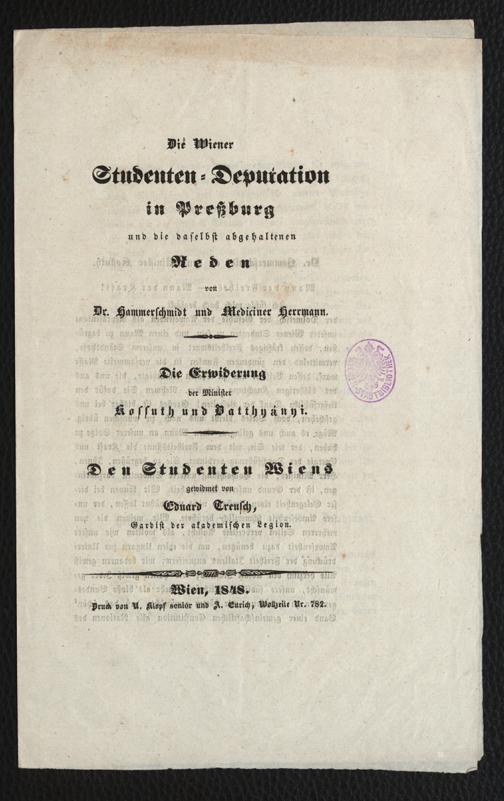 Die Wiener
Studenten-Deputation
in Preßburg
und die daselbst abgehaltenen
Reden
von
Dr. Hammerschmidt und Mediciner Herrmann.
Die Erwiderung
der Minister
Kossuth und Batthyányi.
Den Studenten Wiens
gewidmet von
Eduard Treusch,
Gardist der akademischen Legion.
Wien, 1848.
Druck von U. Klopf senior und A. Eurich, Wollzeile Nr. 782.